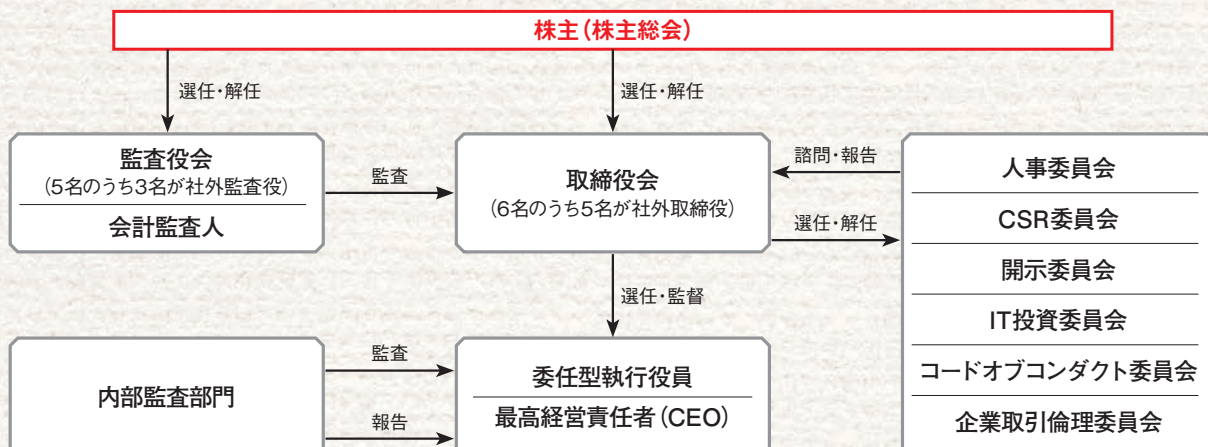 株主(株主総会)
選任・解任
選任・解任
監査役会
(5名のうち3名が社外監査役)
会計監査人
監査
取締役会
(6名のうち5名が社外取締役)
諮問・報告
選任・解任
人事委員会
CSR委員会
開示委員会
IT投資委員会
コードオブコンダクト委員会
企業取引倫理委員会
選任・監督
内部監査部門
監査
報告
委任型執行役員
最高経営責任者(CEO)